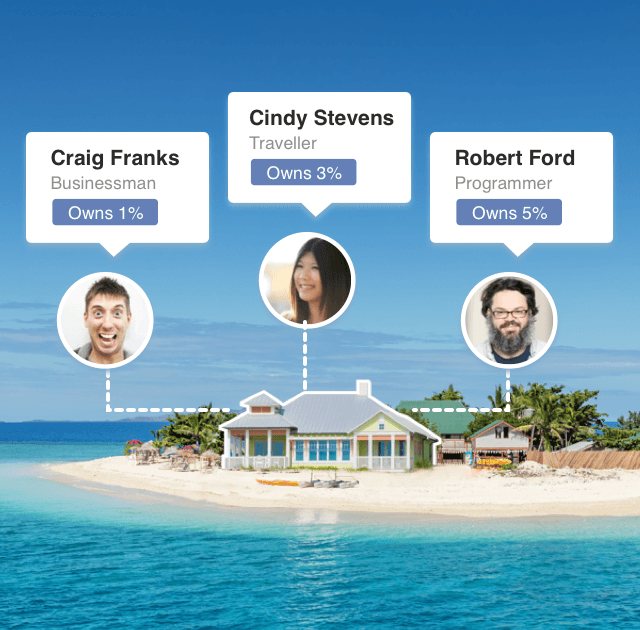 Cindy Stevens
Traveller
Owns 3%
Craig Franks
Businessman
Owns 1%
Robert Ford
Programmer
Owns 5%